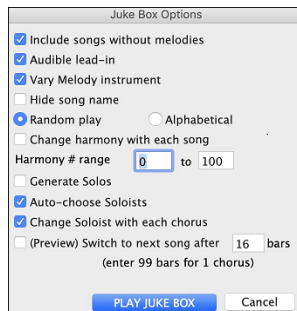 Juke Box Options
Include songs without melodies
Audible lead-in
Vary Melody instrument
Hide song name
Random play Alphabetical
Change harmony with each song
Harmony # range 0 to 100
Generate Solos
Auto-choose Soloists
Change Soloist with each chorus
(Preview) Switch to next song after 16 bars
(enter 99 bars for 1 chorus)
PLAY JUKE BOX Cancel